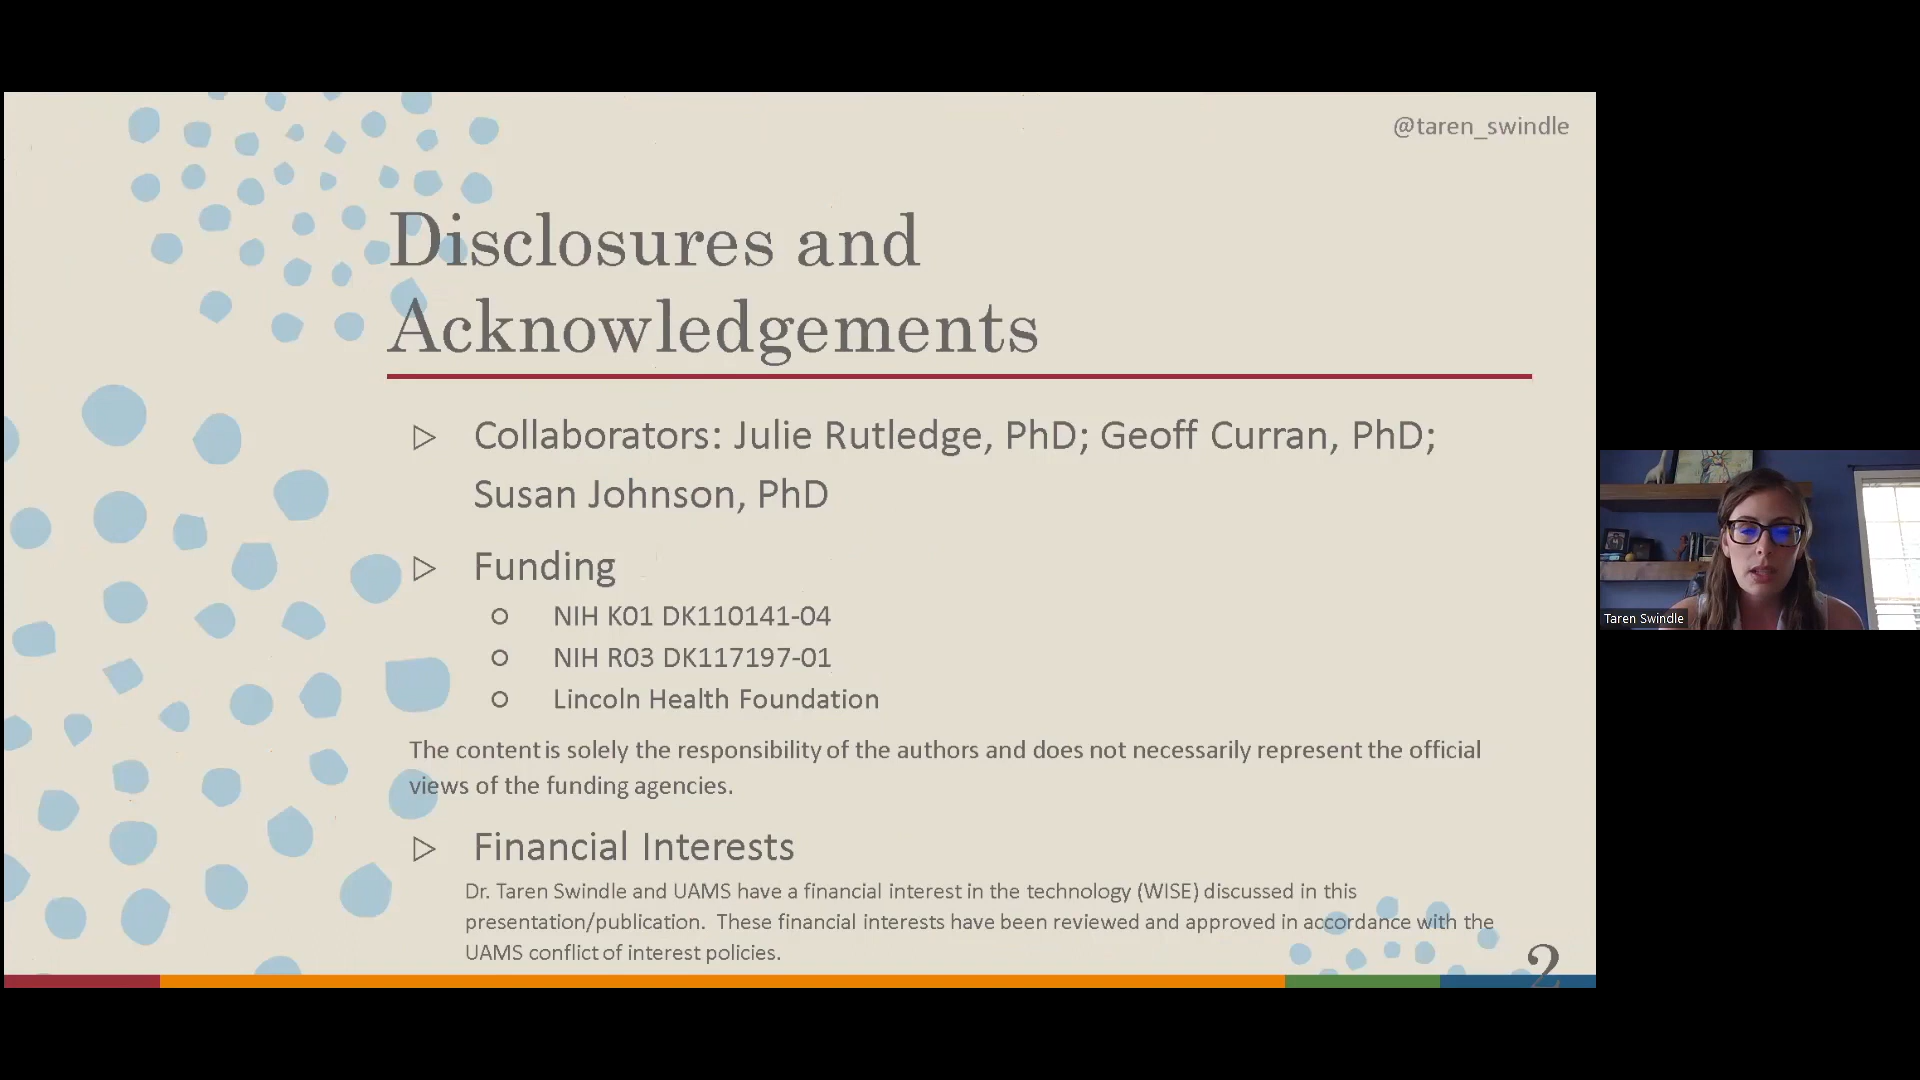 @taren_swindle
Disclosures and
Acknowledgements
▷ Collaborators: Julie Rutledge, PhD; Geoff Curran, PhD;
Susan Johnson, PhD
▷ Funding
○ NIH K01 DK110141-04
○ NIH R03 DK117197-01
○ Lincoln Health Foundation
The content is solely the responsibility of the authors and does not necessarily represent the official
views of the funding agencies.
▷ Financial Interests
Dr. Taren Swindle and UAMS have a financial interest in the technology (WISE) discussed in this
presentation/publication. These financial interests have been reviewed and approved in accordance with the
UAMS conflict of interest policies.
2
Taren Swindle